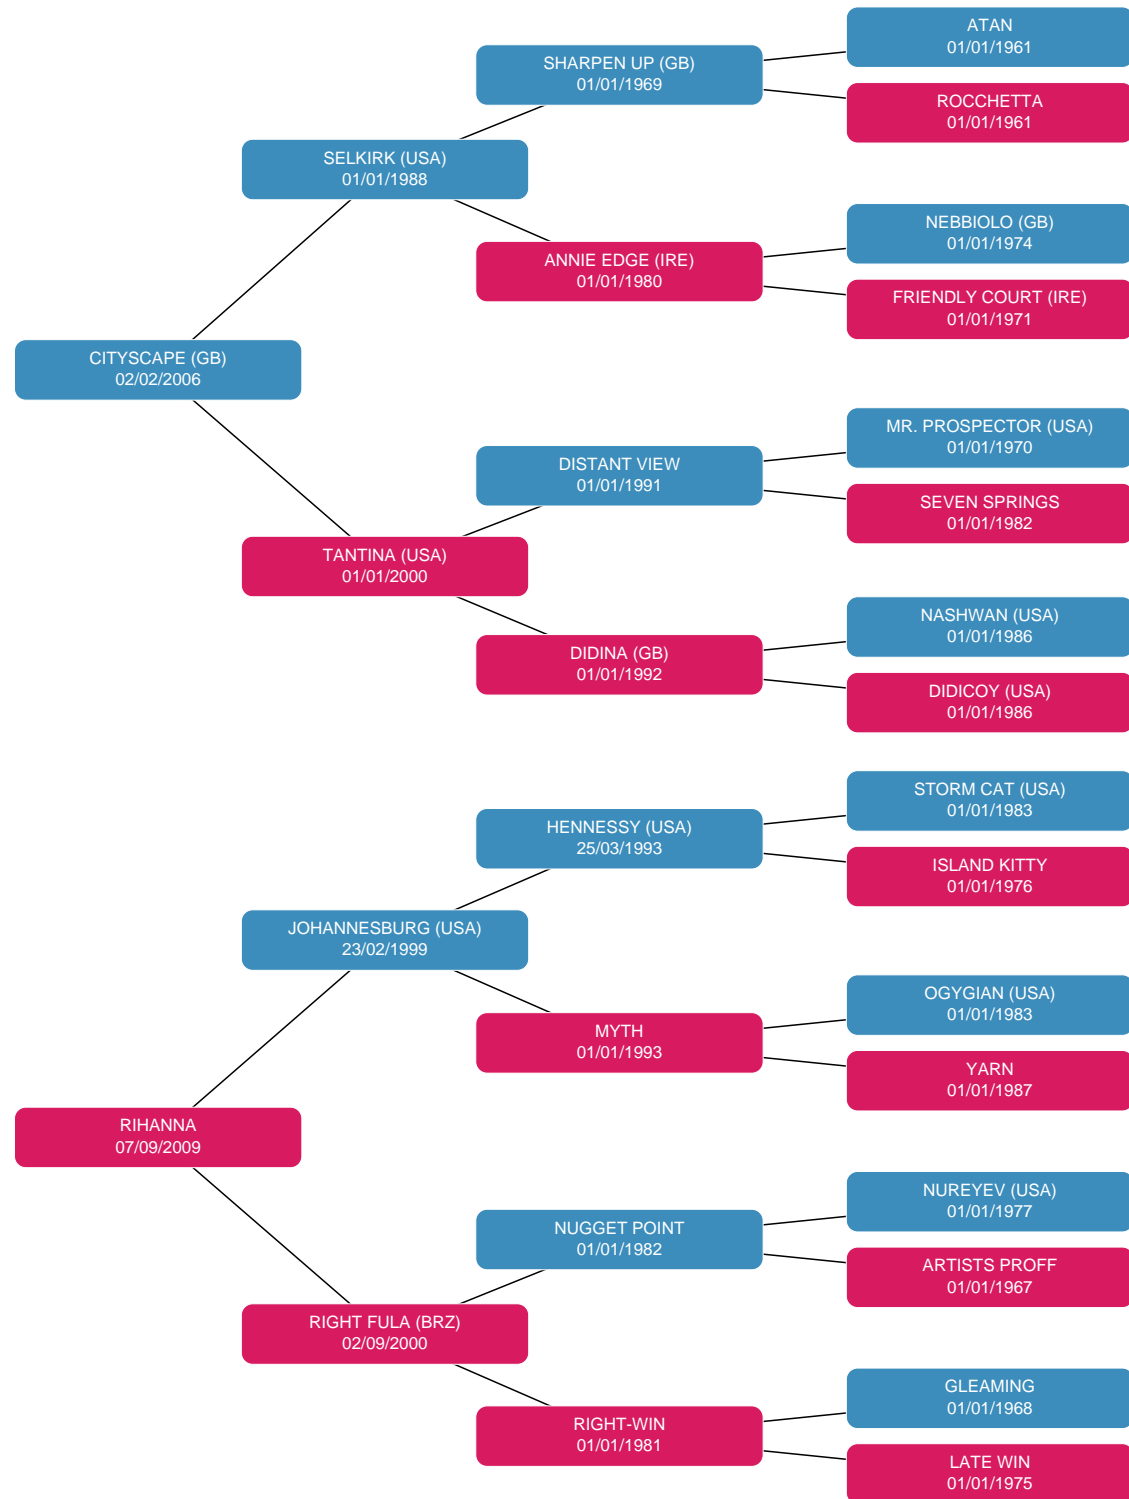 ATAN
01/01/1961
SHARPEN UP (GB)
01/01/1969
ROCCHETTA
01/01/1961
SELKIRK (USA)
01/01/1988
NEBBIOLO (GB)
01/01/1974
ANNIE EDGE (IRE)
01/01/1980
FRIENDLY COURT (IRE)
01/01/1971
CITYSCAPE (GB)
02/02/2006
MR. PROSPECTOR (USA)
01/01/1970
DISTANT VIEW
01/01/1991
SEVEN SPRINGS
01/01/1982
TANTINA (USA)
01/01/2000
NASHWAN (USA)
01/01/1986
DIDINA (GB)
01/01/1992
DIDICOY (USA)
01/01/1986
STORM CAT (USA)
01/01/1983
HENNESSY (USA)
25/03/1993
ISLAND KITTY
01/01/1976
JOHANNESBURG (USA)
23/02/1999
OGYGIAN (USA)
01/01/1983
MYTH
01/01/1993
YARN
01/01/1987
RIHANNA
07/09/2009
NUREYEV (USA)
01/01/1977
NUGGET POINT
01/01/1982
ARTISTS PROFF
01/01/1967
RIGHT FULA (BRZ)
02/09/2000
GLEAMING
01/01/1968
RIGHT-WIN
01/01/1981
LATE WIN
01/01/1975